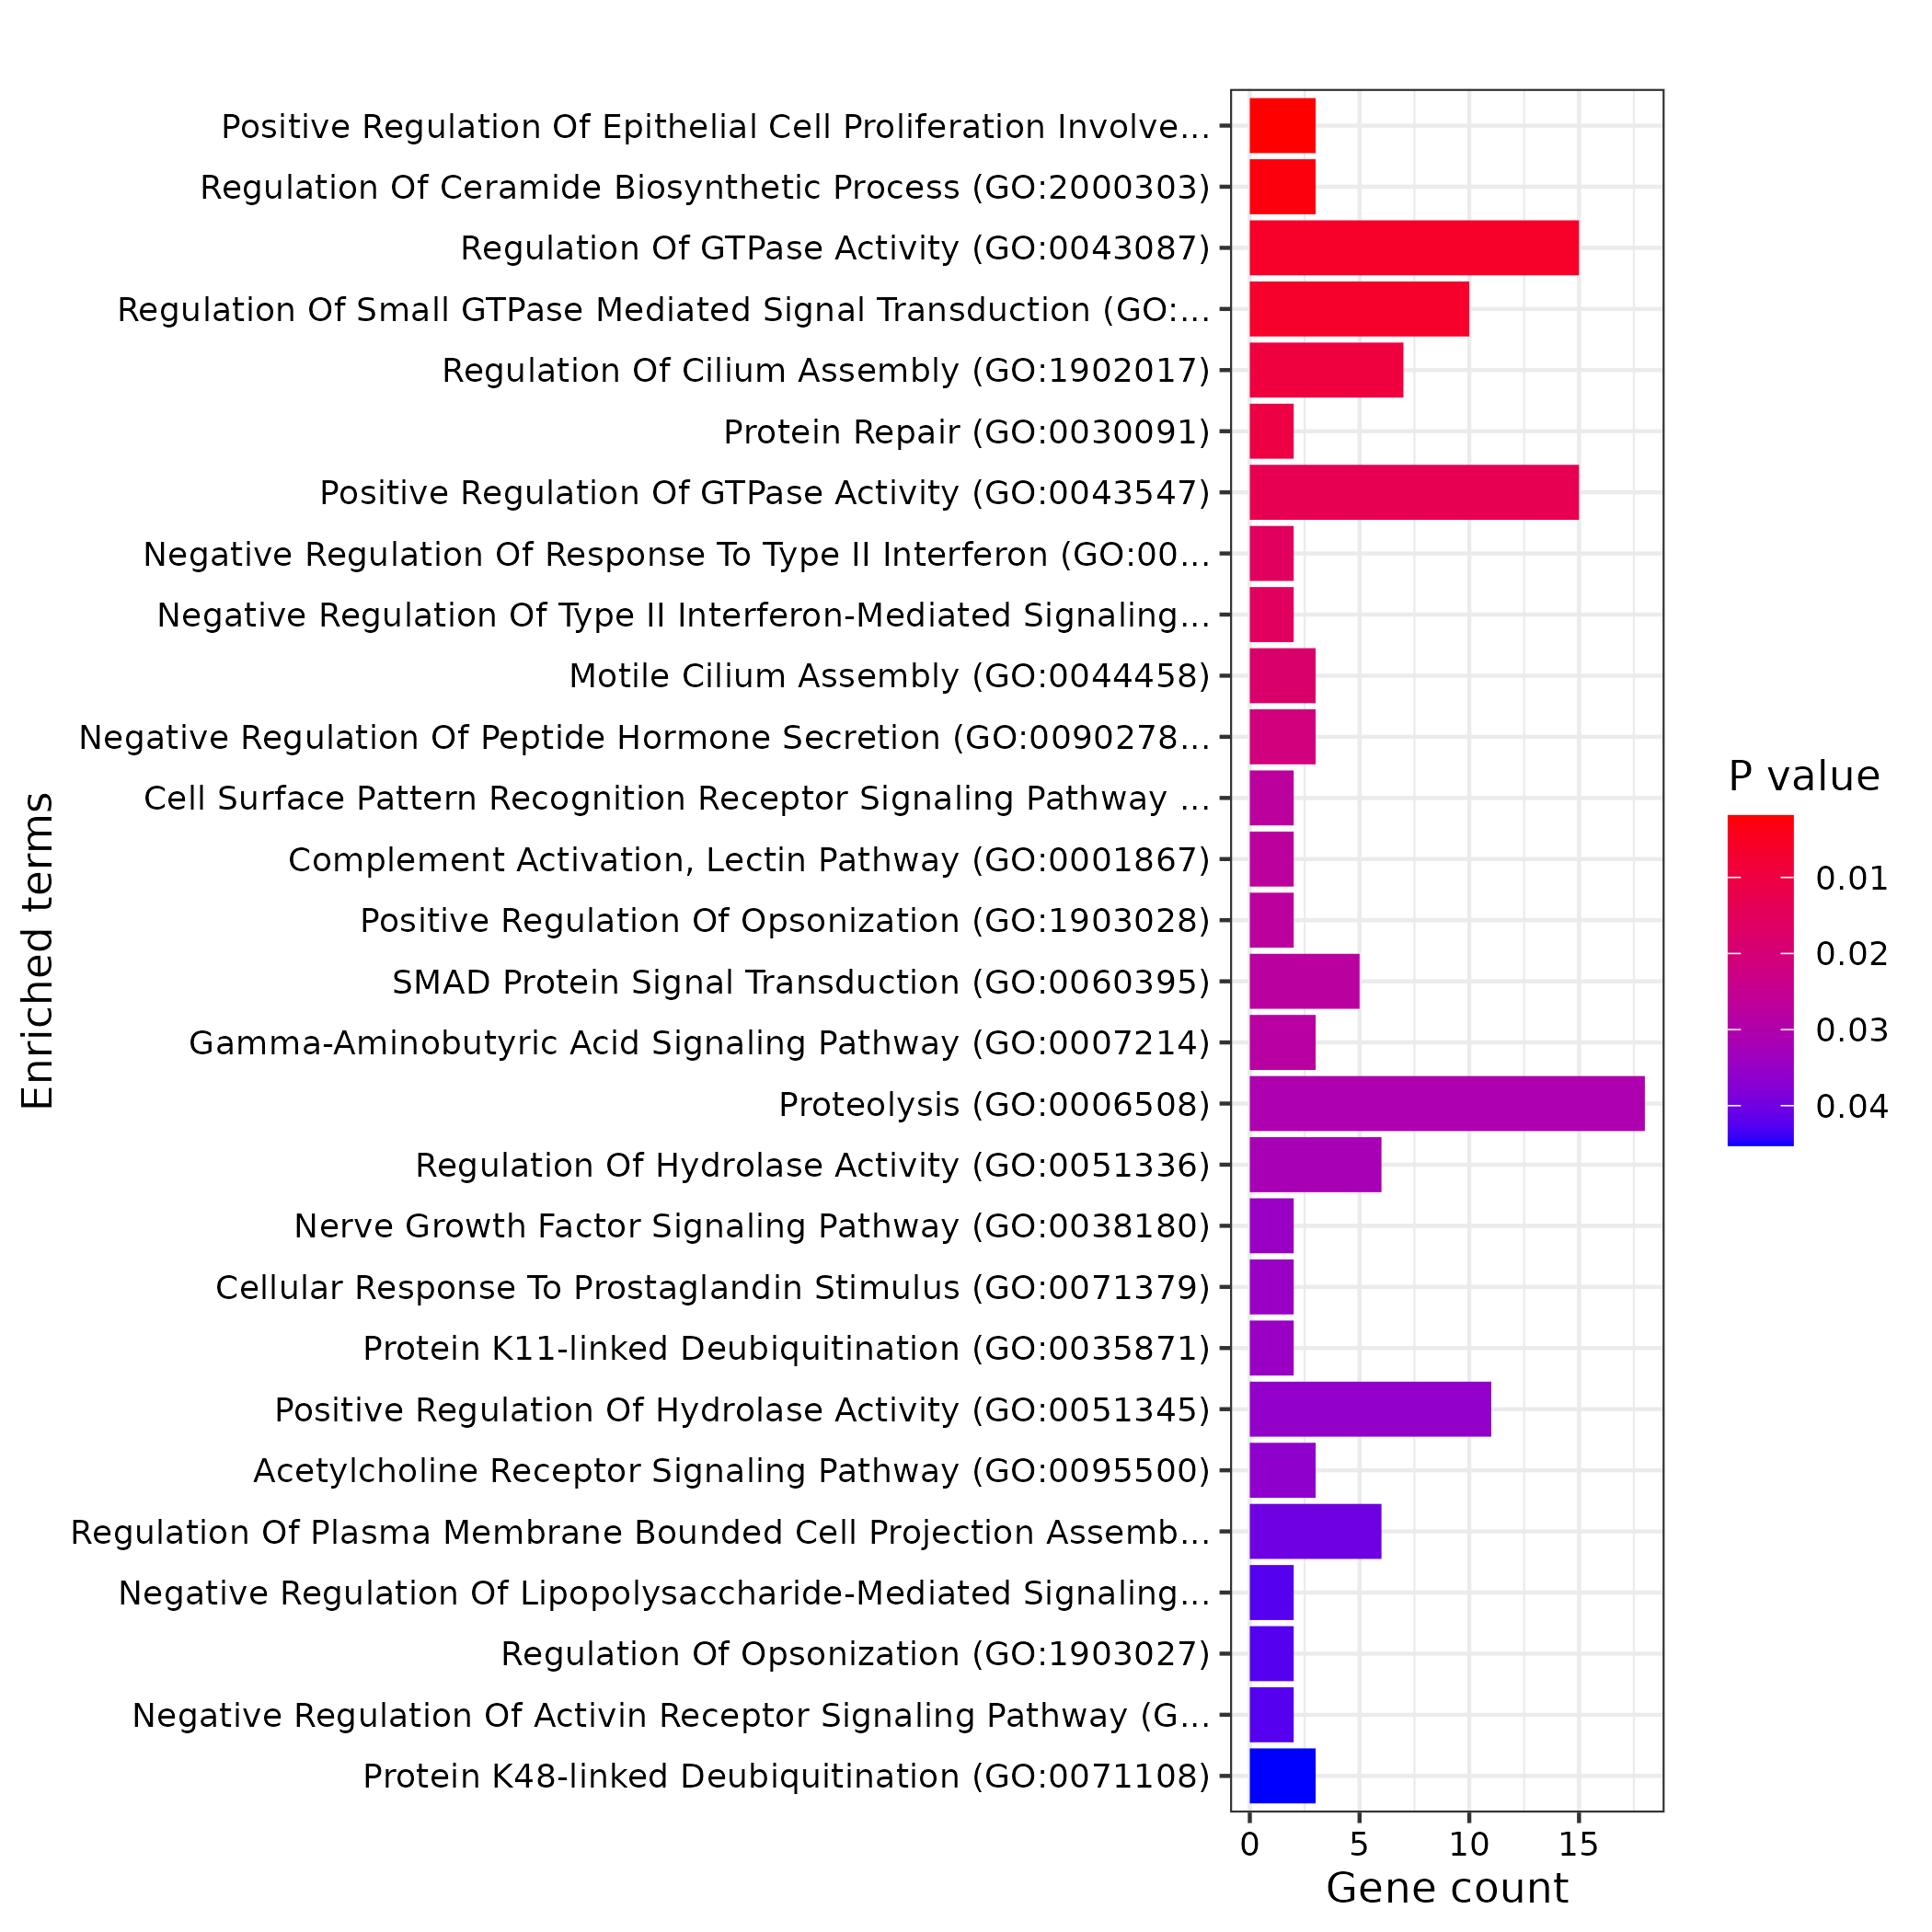 Positive Regulation Of Epithelial Cell Proliferation Involve...
Regulation Of Ceramide Biosynthetic Process (GO:2000303)
Regulation Of GTPase Activity (GO:0043087)
Regulation Of Small GTPase Mediated Signal Transduction (GO:...
Regulation Of Cilium Assembly (GO:1902017)
Protein Repair (GO:0030091)
Positive Regulation Of GTPase Activity (GO:0043547)
Negative Regulation Of Response To Type II Interferon (GO:00...
Negative Regulation Of Type II Interferon-Mediated Signaling...
Motile Cilium Assembly (GO:0044458)
Negative Regulation Of Peptide Hormone Secretion (GO:0090278...
Cell Surface Pattern Recognition Receptor Signaling Pathway ...
Complement Activation, Lectin Pathway (GO:0001867)
Positive Regulation Of Opsonization (GO:1903028)
SMAD Protein Signal Transduction (GO:0060395)
Gamma-Aminobutyric Acid Signaling Pathway (GO:0007214)
Proteolysis (GO:0006508)
Regulation Of Hydrolase Activity (GO:0051336)
Nerve Growth Factor Signaling Pathway (GO:0038180)
Cellular Response To Prostaglandin Stimulus (GO:0071379)
Protein K11-linked Deubiquitination (GO:0035871)
Positive Regulation Of Hydrolase Activity (GO:0051345)
Acetylcholine Receptor Signaling Pathway (GO:0095500)
Regulation Of Plasma Membrane Bounded Cell Projection Assemb...
Negative Regulation Of Lipopolysaccharide-Mediated Signaling...
Regulation Of Opsonization (GO:1903027)
Negative Regulation Of Activin Receptor Signaling Pathway (G...
Protein K48-linked Deubiquitination (GO:0071108)
Enriched terms
0 5 10 15
Gene count
P value
0.01
0.02
0.03
0.04